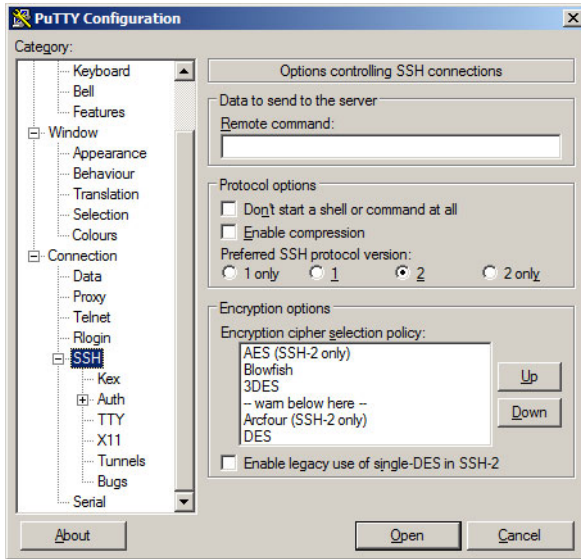 PuTTY Configuration
Category:
Keyboard
Bell
Features
Window
Appearance
Behaviour
Translation
Selection
Colours
Connection
Data
Proxy
Telnet
Rlogin
SSH
Kex
Auth
TTY
X11
Tunnels
Bugs
Serial
Options controlling SSH connections
Data to send to the server
Remote command:
Protocol options
Don't start a shell or command at all
Enable compression
Preferred SSH protocol version:
1 only 1 2 2 only
Encryption options
Encryption cipher selection policy:
AES (SSH-2 only)
Blowfish
3DES
-- warn below here --
Arcfour (SSH-2 only)
DES
Up
Down
Enable legacy use of single-DES in SSH-2
About Open Cancel